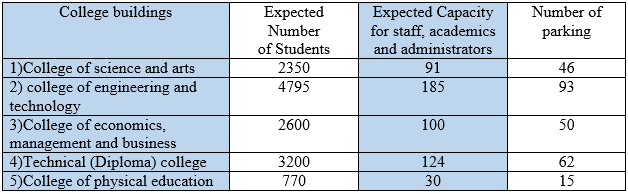 College buildings Expected Number of Students Expected Capacity for staff, academics and administrators Number of parking
1)College of science and arts 2350 91 46
2) college of engineering and technology 4795 185 93
3)College of economics, management and business 2600 100 50
4)Technical (Diploma) college 3200 124 62
5)College of physical education 770 30 15